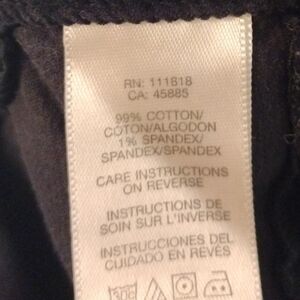 RN: 111818
CA: 45885
99% COTTON/
COTON/ALGODON
1% SPANDEX/
SPANDEX/SPANDEX
CARE INSTRUCTIONS
ON REVERSE
INSTRUCTIONS DE
SOIN SUR L'INVERSE
INSTRUCCIONES DEL
CUIDADO EN REVÉS
30C